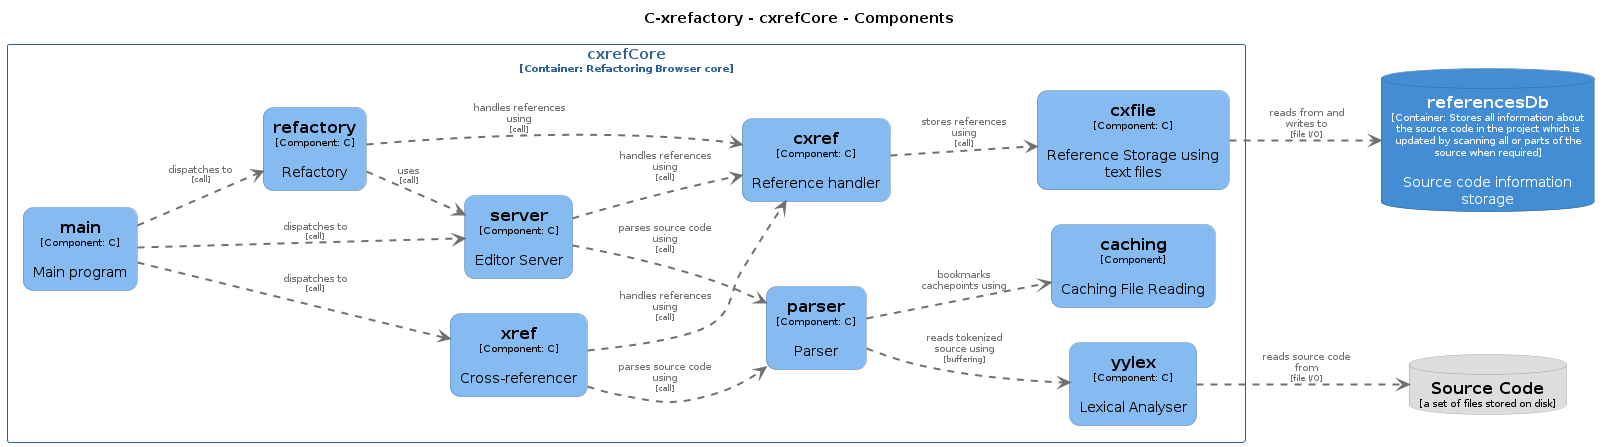 C-xrefactory - cxrefCore - Components
cxrefCore
[Container: Refactoring Browser core]
main
[Component: C]
Main program
dispatches to
[call]
dispatches to
[call]
dispatches to
[call]
refactory
[Component: C]
Refactory
handles references
using
[call]
uses
[call]
server
[Component: C]
Editor Server
handles references
using
[call]
parses source code
using
[call]
xref
[Component: C]
Cross-referencer
handles references
using
[call]
parses source code
using
[call]
cxref
[Component: C]
Reference handler
stores references
using
[call]
parser
[Component: C]
Parser
bookmarks
cachepoints using
reads tokenized
source using
[buffering]
cxfile
[Component: C]
Reference Storage using
text files
reads from and
writes to
[file I/O]
caching
[Component]
Caching File Reading
yylex
[Component: C]
Lexical Analyser
reads source code
from
[file I/O]
referencesDb
[Container: Stores all information about
the source code in the project which is
updated by scanning all or parts of the
source when required]
Source code information
storage
Source Code
[a set of files stored on disk]